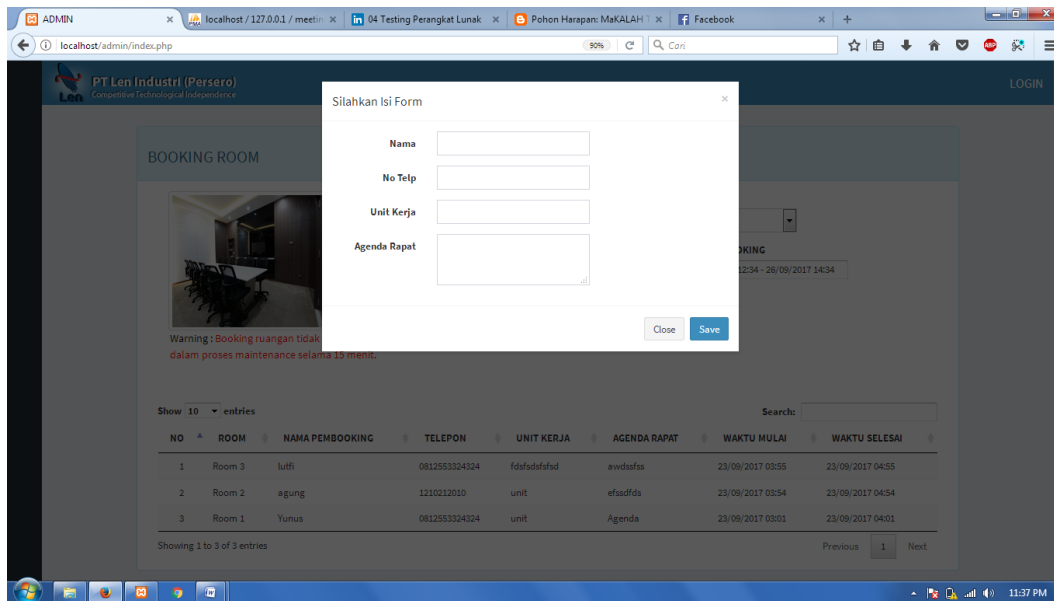 ADMIN
localhost / 127.0.0.1 / meetin
04 Testing Perangkat Lunak
Pohon Harapan: MaKALAH T
Facebook
localhost/admin/index.php
90%
Cari
ABP
Len
PT Len Industri (Persero)
Competitive Technological Independence
LOGIN
Silahkan Isi Form
Nama
No Telp
Unit Kerja
Agenda Rapat
Close
Save
BOOKING ROOM
OKING
12:34 - 26/09/2017 14:34
Warning : Booking ruangan tidak
dalam proses maintenance selama 15 menit.
Show 10 entries
Search:
NO ROOM NAMA PEMBOOKING TELEPON UNIT KERJA AGENDA RAPAT WAKTU MULAI WAKTU SELESAI
1 Room 3 lutfi 0812553324324 fdsfsdsfsfsd awdssfss 23/09/2017 03:55 23/09/2017 04:55
2 Room 2 agung 1210212010 unit efssdfds 23/09/2017 03:54 23/09/2017 04:54
3 Room 1 Yunus 0812553324324 unit Agenda 23/09/2017 03:01 23/09/2017 04:01
Showing 1 to 3 of 3 entries
Previous 1 Next
11:37 PM